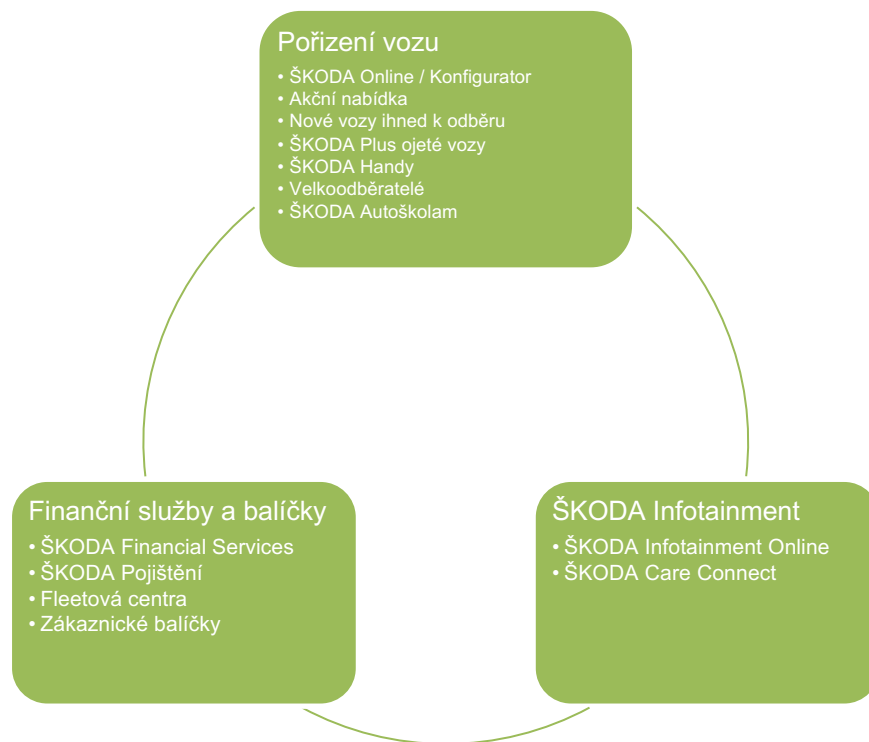 Pořízení vozu
• ŠKODA Online / Konfigurator
• Akční nabídka
• Nové vozy ihned k odběru
• ŠKODA Plus ojeté vozy
• ŠKODA Handy
• Velkoodběratelé
• ŠKODA Autoškolam
Finanční služby a balíčky
• ŠKODA Financial Services
• ŠKODA Pojištění
• Fleetová centra
• Zákaznické balíčky
ŠKODA Infotainment
• ŠKODA Infotainment Online
• ŠKODA Care Connect